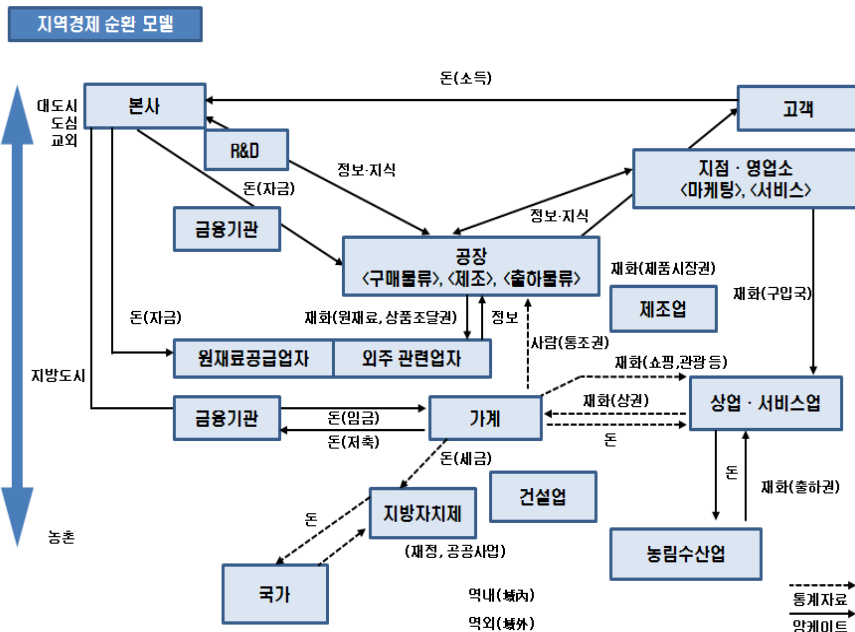 지역경제 순환 모델
돈(소득)
대도시
도심
교외
본사
고객
R&D
정보·지식
지점 · 영업소
<마케팅>, <서비스>
돈(자금)
정보·지식
금융기관
공장
<구매물류>, <제조>, <출하물류>
재화(제품시장권)
제조업
재화(구입국)
돈(자금)
재화(원재료, 상품조달권)
정보
사람(통조권)
원재료공급업자
외주 관련업자
재화(쇼핑,관광 등)
지방도시
금융기관
돈(임금)
돈(저축)
가계
재화(상권)
돈
상업 · 서비스업
돈(세금)
돈
재화(출하권)
건설업
지방자치제
돈
(재정, 공공사업)
농촌
농림수산업
국가
역내(域內)
역외(域外)
통계자료
앙케이트